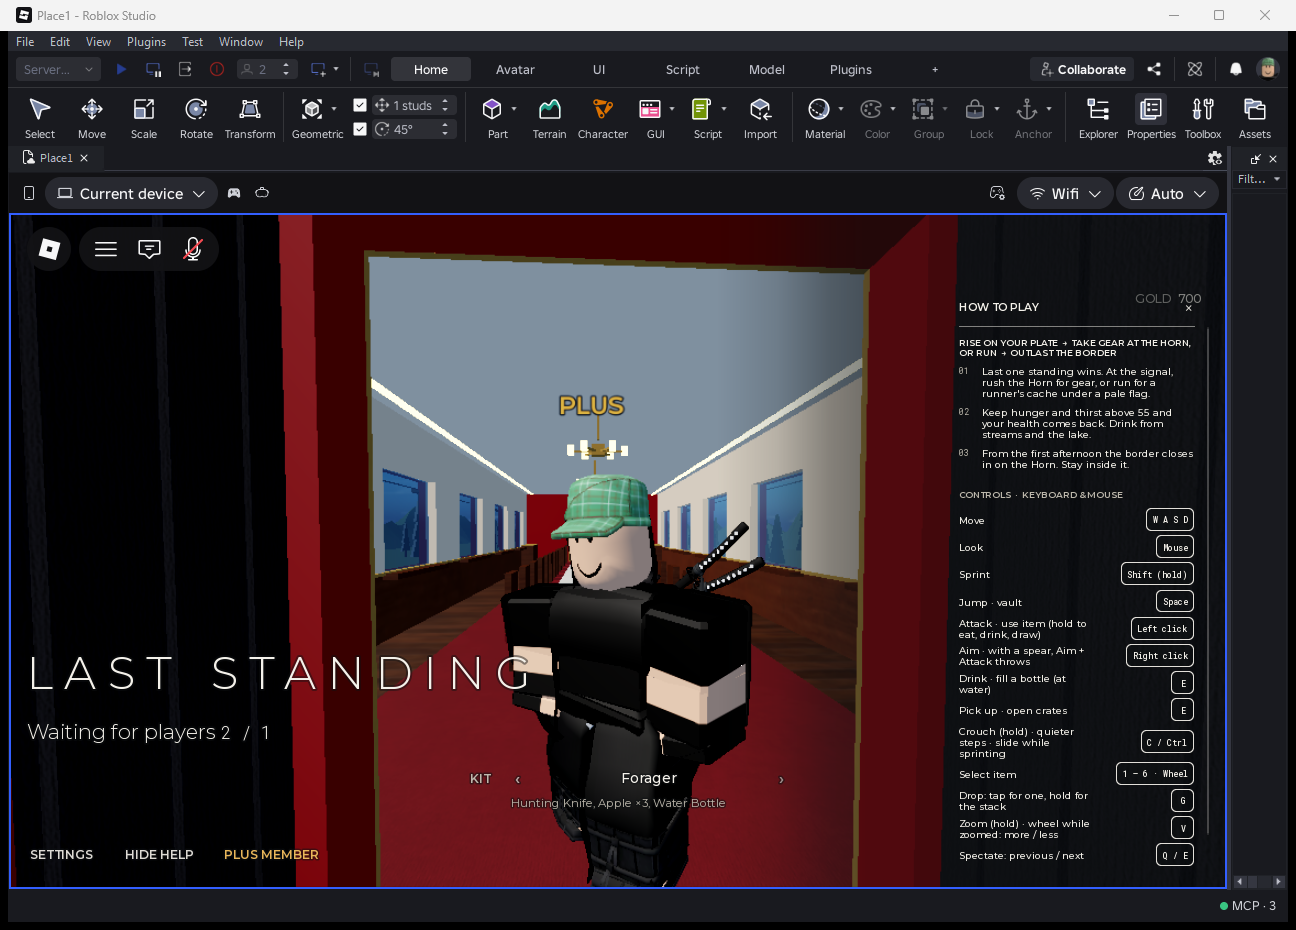 Place1 - Roblox Studio
File Edit View Plugins Test Window Help
Server... 2 Home Avatar UI Script Model Plugins + Collaborate
1 studs
45°
Select Move Scale Rotate Transform Geometric Part Terrain Character GUI Script Import Material Color Group Lock Anchor Explorer Properties Toolbox Assets
Place1
Filt...
Current device Wifi Auto
GOLD 700
HOW TO PLAY ×
RISE ON YOUR PLATE → TAKE GEAR AT THE HORN,
OR RUN → OUTLAST THE BORDER
01 Last one standing wins. At the signal,
rush the Horn for gear, or run for a
runner's cache under a pale flag.
02 Keep hunger and thirst above 55 and
your health comes back. Drink from
streams and the lake.
03 From the first afternoon the border closes
in on the Horn. Stay inside it.
CONTROLS · KEYBOARD & MOUSE
Move W A S D
Look Mouse
Sprint Shift (hold)
Jump · vault Space
Attack · use item (hold to
eat, drink, draw) Left click
Aim · with a spear, Aim +
Attack throws Right click
Drink · fill a bottle (at
water) E
Pick up · open crates E
Crouch (hold) · quieter
steps · slide while
sprinting C / Ctrl
Select item 1 – 6 · Wheel
Drop: tap for one, hold for
the stack G
Zoom (hold) · wheel while
zoomed: more / less V
Spectate: previous / next Q / E
PLUS
LAST STANDING
Waiting for players 2 / 1
KIT ‹ Forager ›
Hunting Knife, Apple ×3, Water Bottle
SETTINGS HIDE HELP PLUS MEMBER
MCP · 3